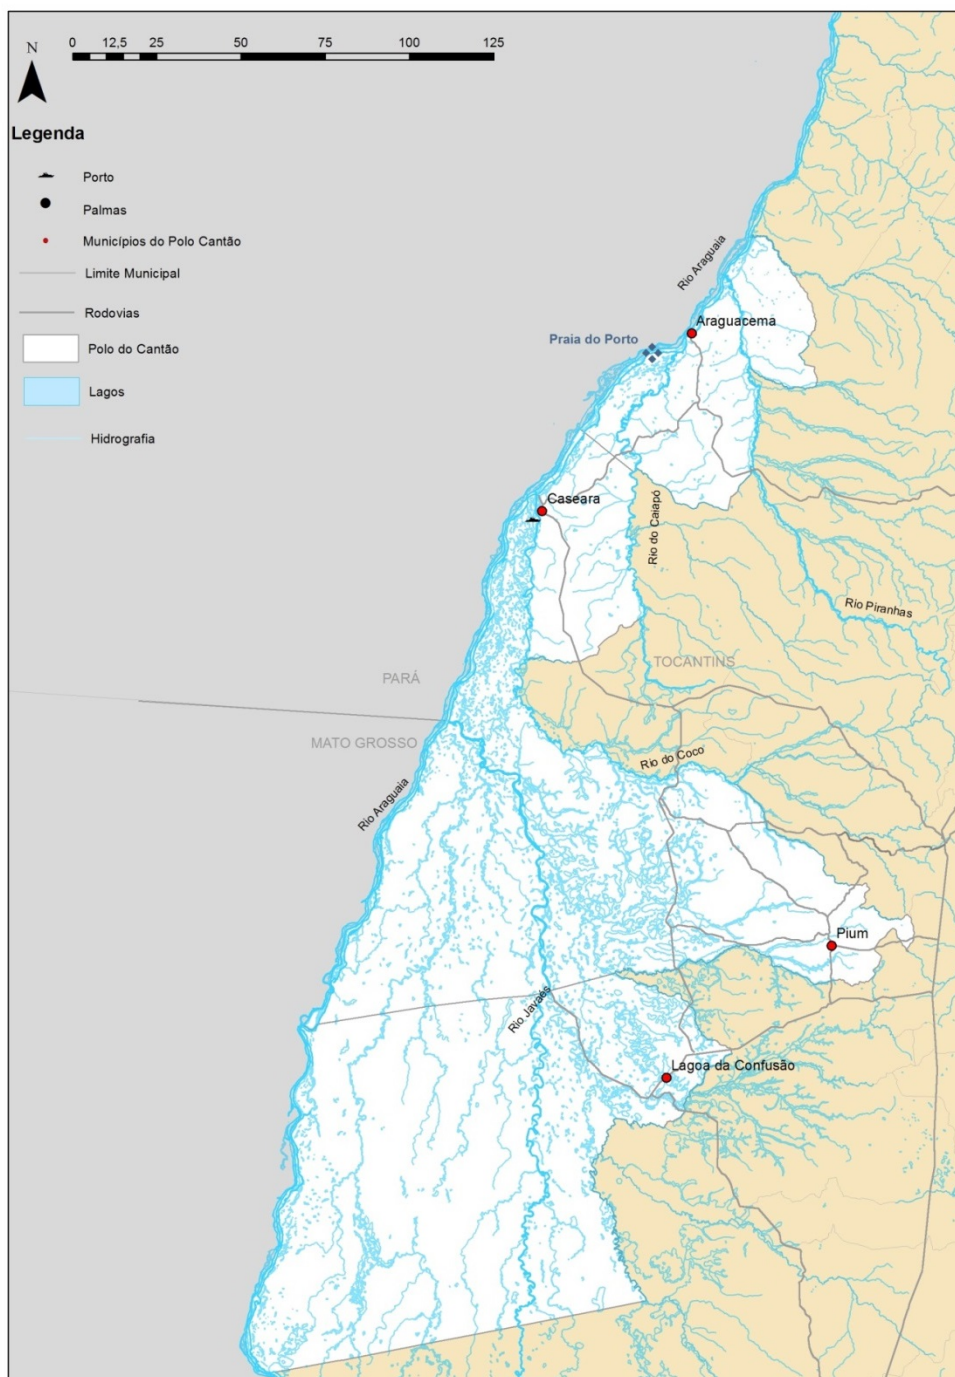 N
0 12,5 25 50 75 100 125
Legenda
Porto
Palmas
Municípios do Polo Cantão
Limite Municipal
Rodovias
Polo do Cantão
Lagos
Hidrografia
Rio Araguaia
Araguacema
Praia do Porto
Caseara
Rio do Caiapó
Rio Piranhas
TOCANTINS
PARÁ
MATO GROSSO
Rio do Coco
Rio Araguaia
Pium
Rio Javaés
Lagoa da Confusão